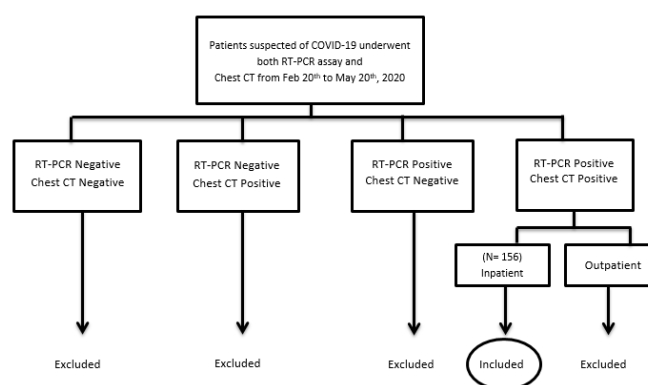 Patients suspected of COVID-19 underwent
both RT-PCR assay and
Chest CT from Feb 20th to May 20th, 2020
RT-PCR Negative
Chest CT Negative
RT-PCR Negative
Chest CT Positive
RT-PCR Positive
Chest CT Negative
RT-PCR Positive
Chest CT Positive
(N= 156)
Inpatient
Outpatient
Excluded
Excluded
Excluded
Included
Excluded